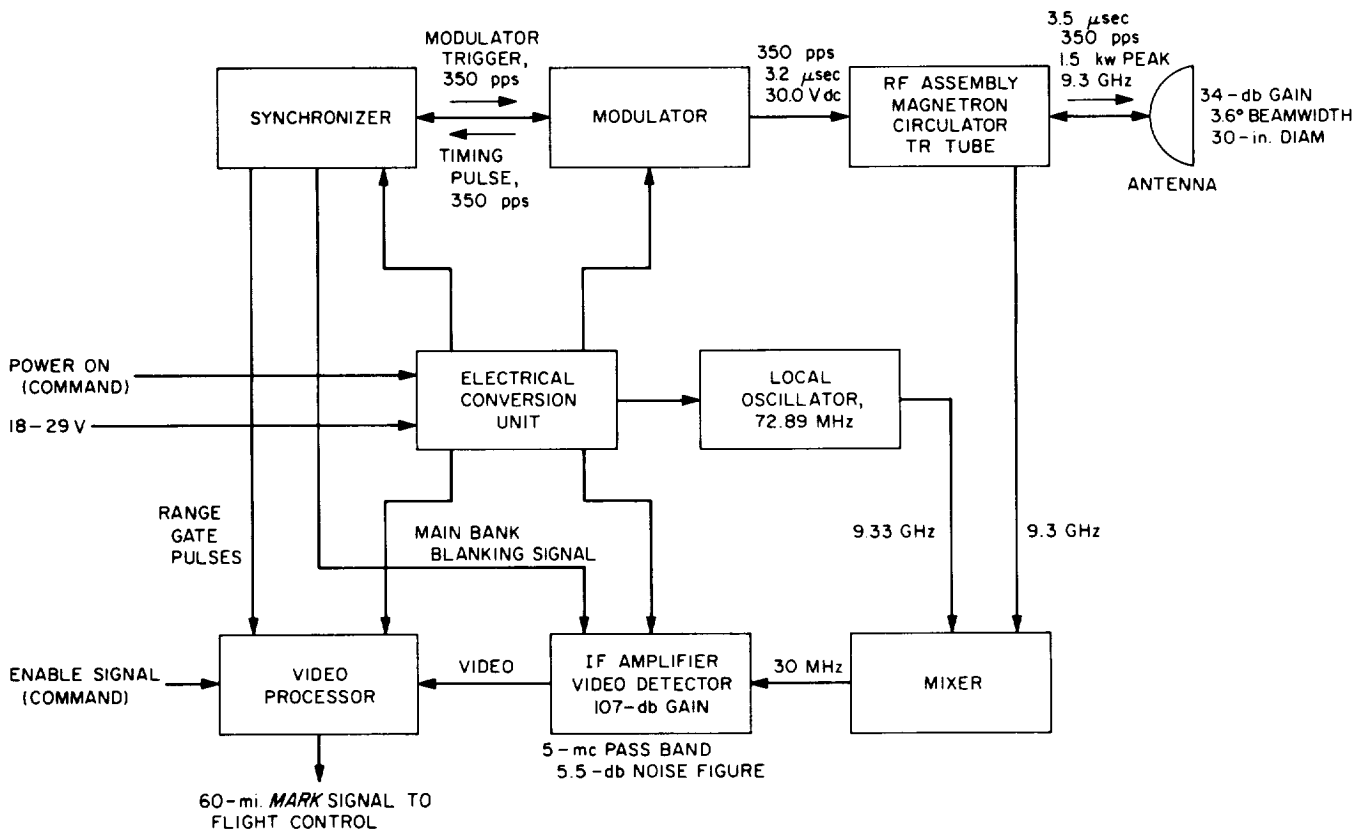 MODULATOR
TRIGGER,
350 pps
TIMING
PULSE,
350 pps
SYNCHRONIZER
MODULATOR
350 pps
3.2 μsec
30.0 V dc
RF ASSEMBLY
MAGNETRON
CIRCULATOR
TR TUBE
3.5 μsec
350 pps
1.5 kw PEAK
9.3 GHz
34-db GAIN
3.6° BEAMWIDTH
30-in. DIAM
ANTENNA
POWER ON
(COMMAND)
18-29 V
ELECTRICAL
CONVERSION
UNIT
LOCAL
OSCILLATOR,
72.89 MHz
RANGE
GATE
PULSES
MAIN BANK
BLANKING SIGNAL
9.33 GHz
9.3 GHz
ENABLE SIGNAL
(COMMAND)
VIDEO
PROCESSOR
VIDEO
IF AMPLIFIER
VIDEO DETECTOR
107-db GAIN
30 MHz
MIXER
5-mc PASS BAND
5.5-db NOISE FIGURE
60-mi. MARK SIGNAL TO
FLIGHT CONTROL